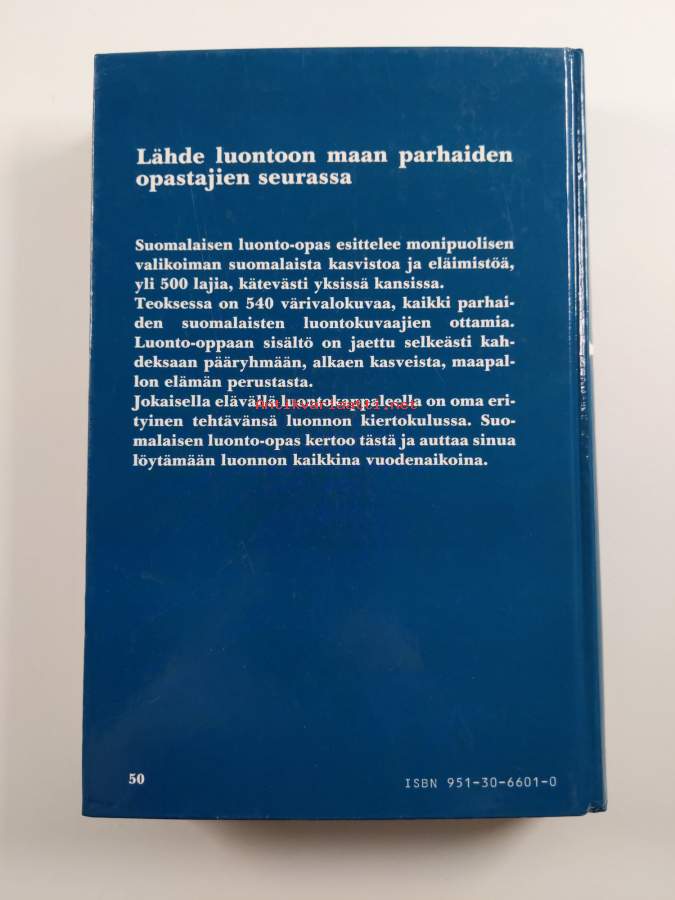 Lähde luontoon maan parhaiden
opastajien seurassa
Suomalaisen luonto-opas esittelee monipuolisen
valikoiman suomalaista kasvistoa ja eläimistöä,
yli 500 lajia, kätevästi yksissä kansissa.
Teoksessa on 540 värivalokuvaa, kaikki parhai-
den suomalaisten luontokuvaajien ottamia.
Luonto-oppaan sisältö on jaettu selkeästi kah-
deksaan pääryhmään, alkaen kasveista, maapal-
lon elämän perustasta.
Jokaisella elävällä luontokappaleella on oma eri-
Antikvariaatti.net
tyinen tehtävänsä luonnon kiertokulussa. Suo-
malaisen luonto-opas kertoo tästä ja auttaa sinua
löytämään luonnon kaikkina vuodenaikoina.
50
ISBN 951-30-6601-0